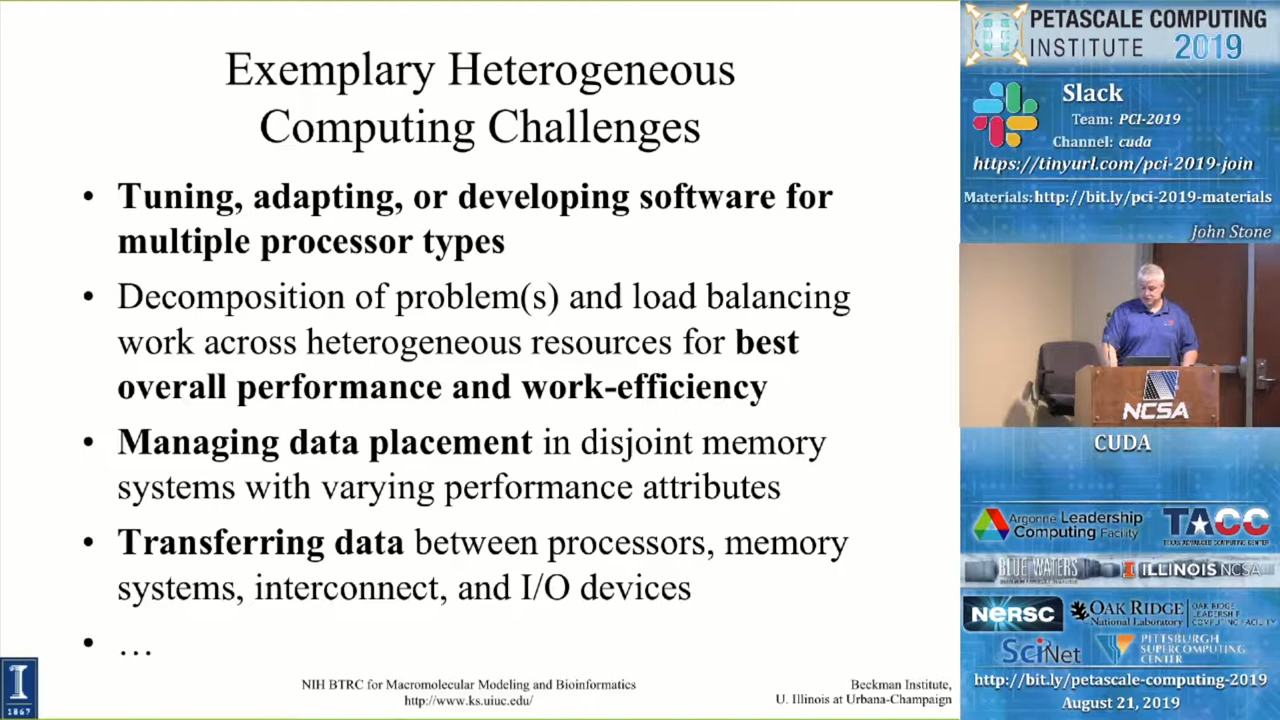 Exemplary Heterogeneous
Computing Challenges
• Tuning, adapting, or developing software for
multiple processor types
• Decomposition of problem(s) and load balancing
work across heterogeneous resources for best
overall performance and work-efficiency
• Managing data placement in disjoint memory
systems with varying performance attributes
• Transferring data between processors, memory
systems, interconnect, and I/O devices
• …
I
1867
NIH BTRC for Macromolecular Modeling and Bioinformatics
http://www.ks.uiuc.edu/
Beckman Institute,
U. Illinois at Urbana-Champaign
PETASCALE COMPUTING
INSTITUTE 2019
Slack
Team: PCI-2019
Channel: cuda
https://tinyurl.com/pci-2019-join
Materials:http://bit.ly/pci-2019-materials
John Stone
NCSA
CUDA
Argonne Leadership
Computing Facility
TACC
TEXAS ADVANCED COMPUTING CENTER
BLUE WATERS
I ILLINOIS NCSA
NERSC
OAK RIDGE
National Laboratory
OAK RIDGE
LEADERSHIP
COMPUTING FACILITY
SciNet
PITTSBURGH
SUPERCOMPUTING
CENTER
http://bit.ly/petascale-computing-2019
August 21, 2019